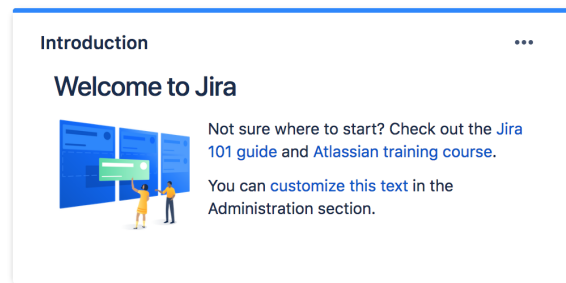 Introduction
Welcome to Jira
Not sure where to start? Check out the Jira
101 guide and Atlassian training course.
You can customize this text in the
Administration section.